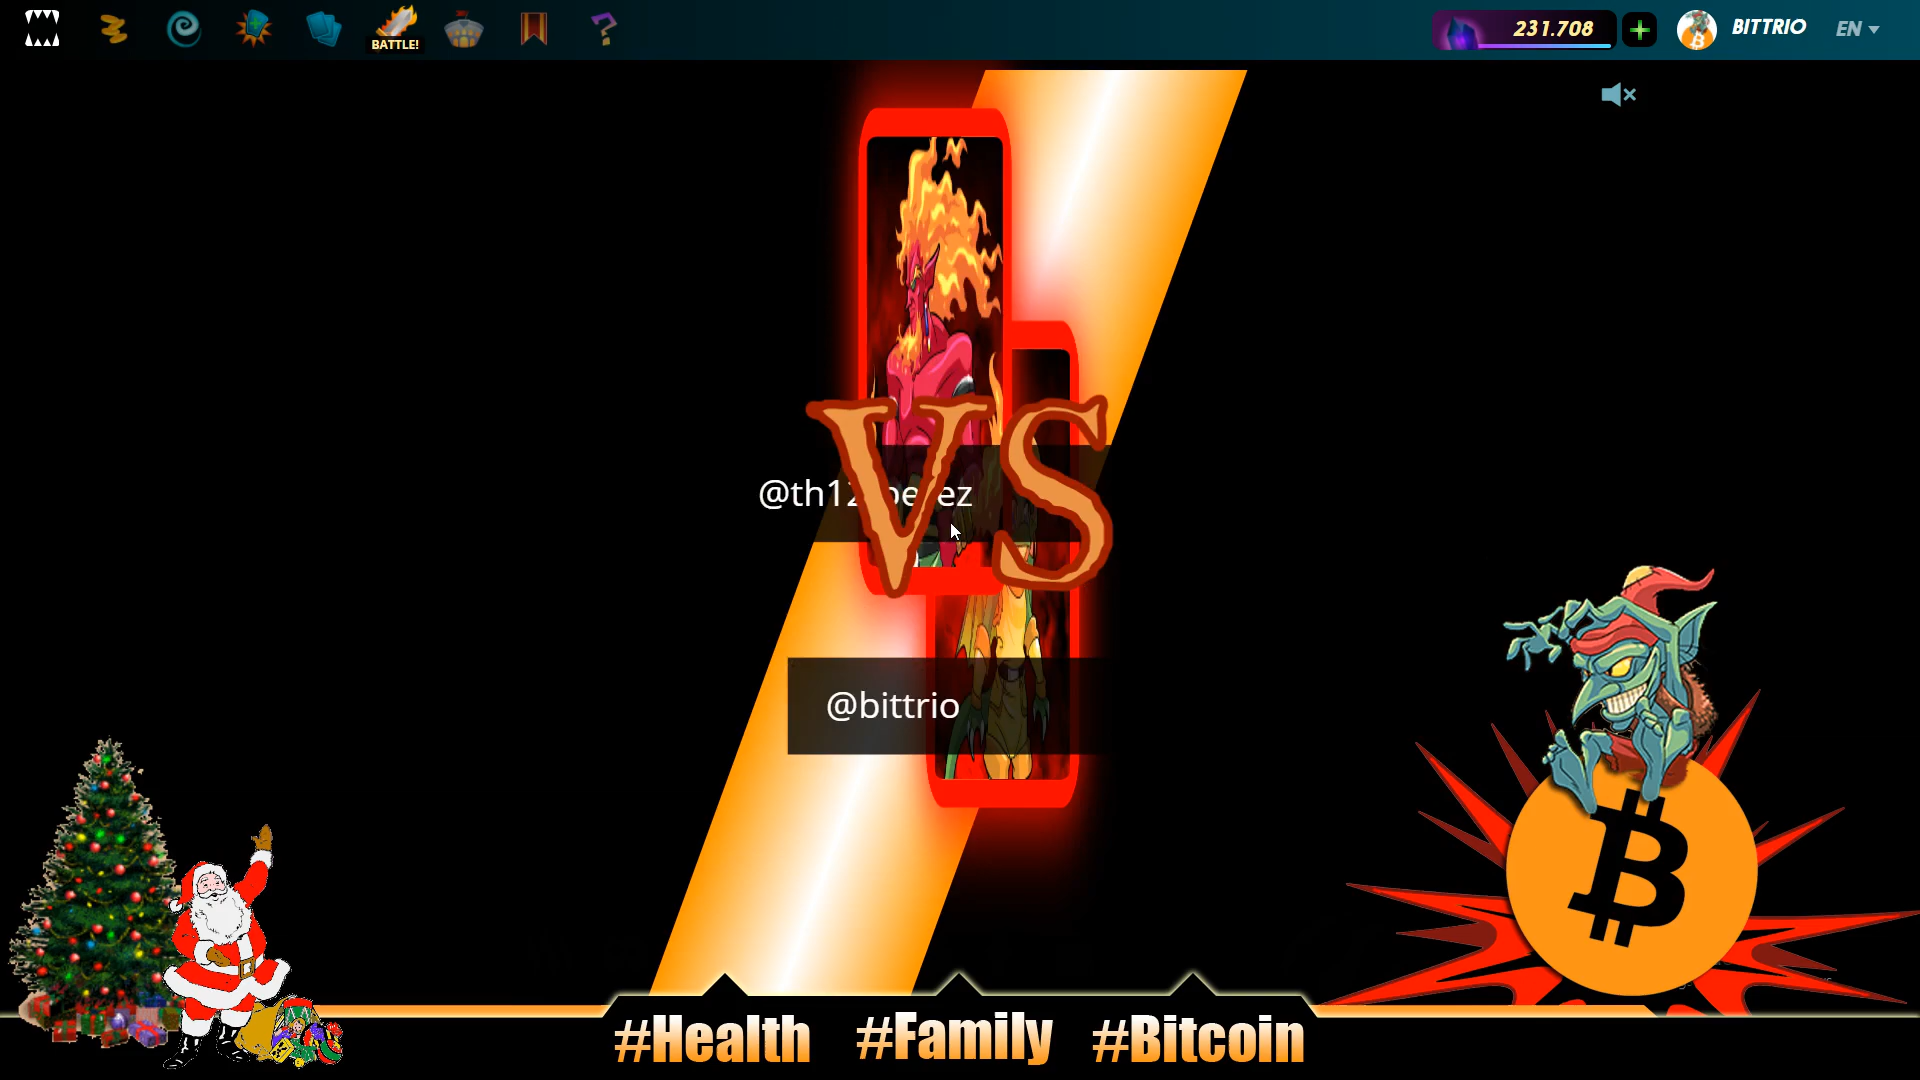 BATTLE!
231.708
BITTRIO
EN
VS
@bittrio
#Health #Family #Bitcoin